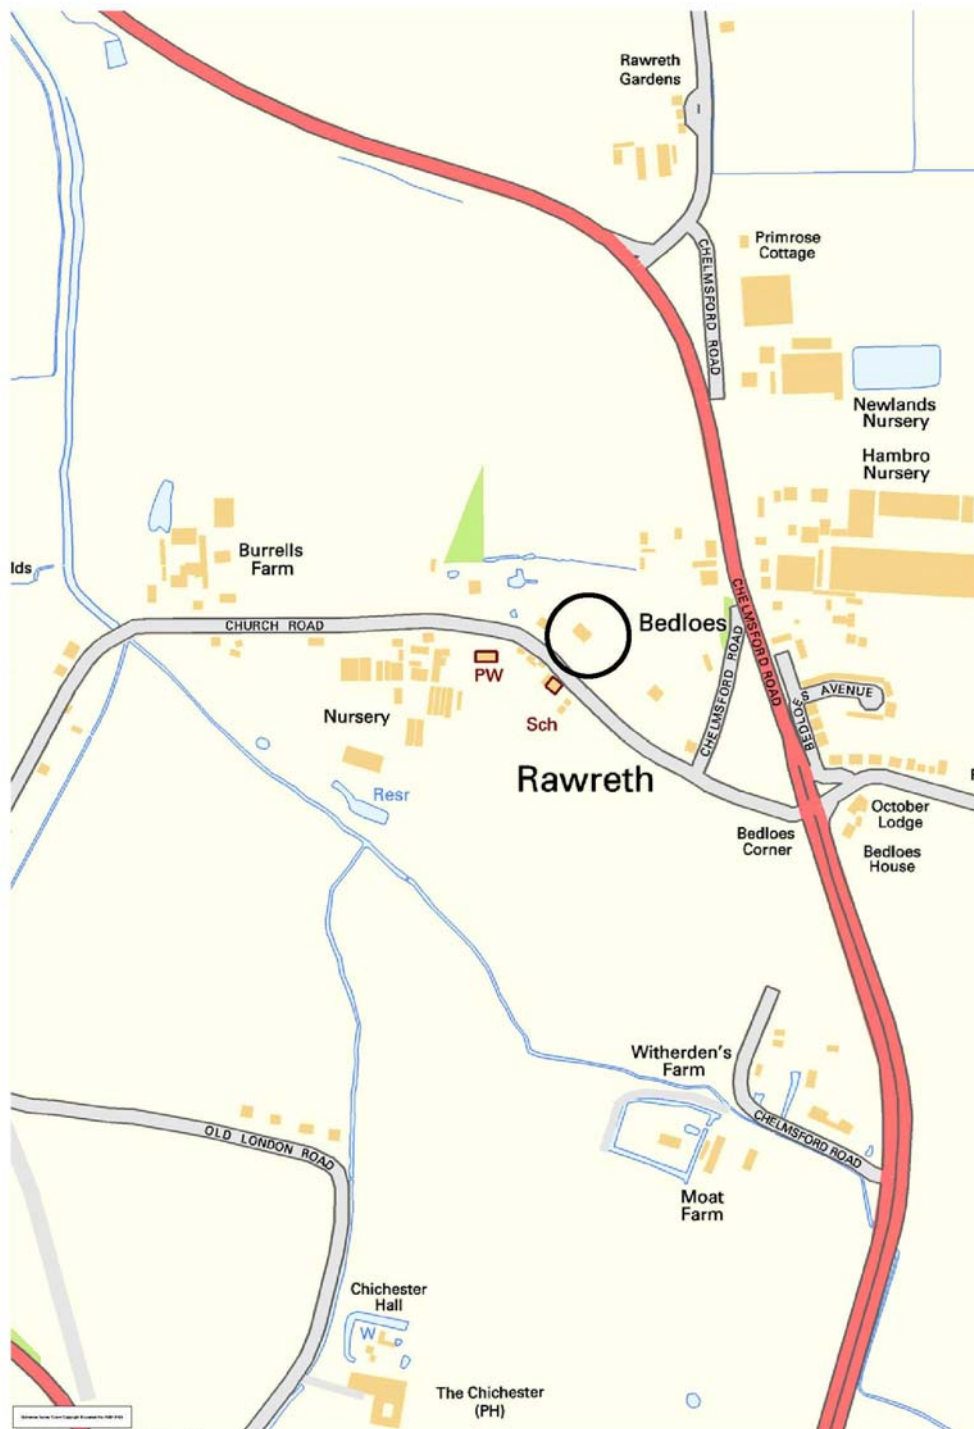 Rawreth
Gardens
CHELMSFORD ROAD
Primrose
Cottage
Newlands
Nursery
Hambro
Nursery
lds
Burrells
Farm
CHURCH ROAD
Bedloes
CHELMSFORD ROAD
CHELMSFORD ROAD
PW
BEDLOE'S AVENUE
Nursery
Sch
Rawreth
Resr
Bedloes
Corner
October
Lodge
Bedloes
House
Witherden's
Farm
CHELMSFORD ROAD
OLD LONDON ROAD
Moat
Farm
Chichester
Hall
W
The Chichester
(PH)